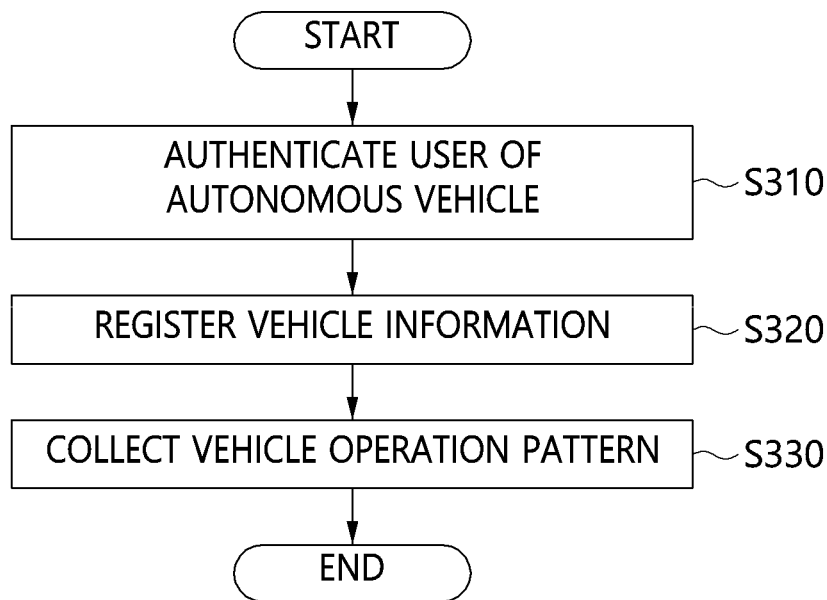 START
AUTHENTICATE USER OF
AUTONOMOUS VEHICLE
S310
REGISTER VEHICLE INFORMATION
S320
COLLECT VEHICLE OPERATION PATTERN
S330
END